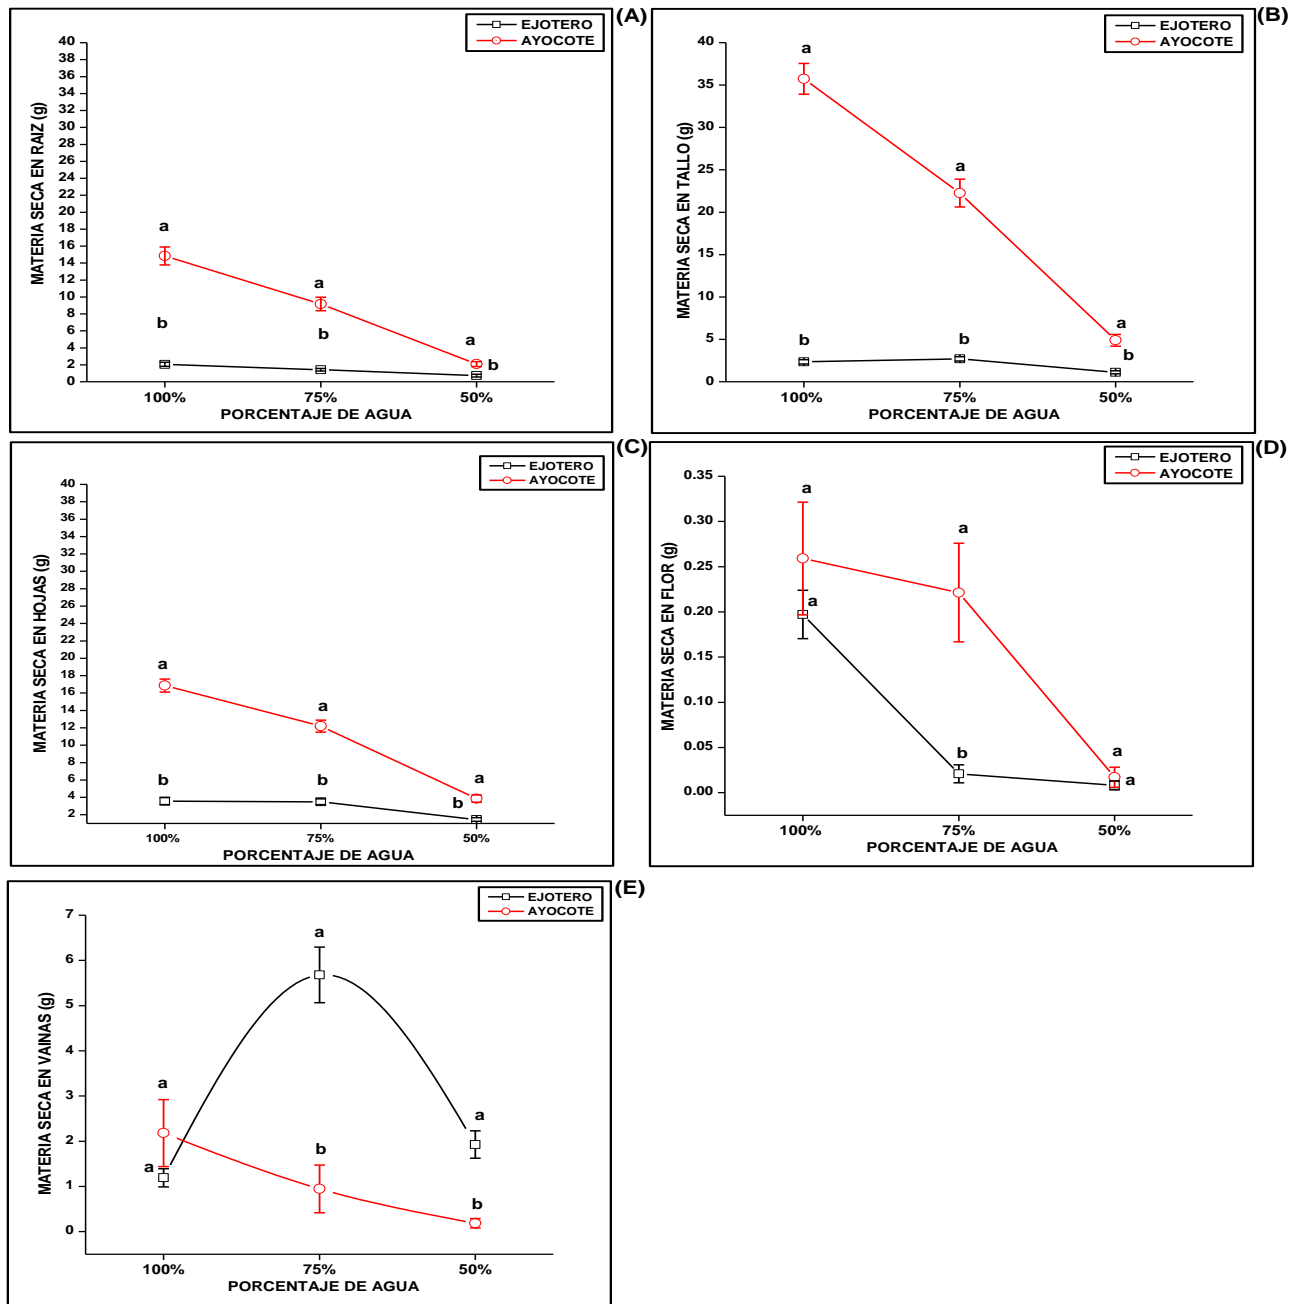 (A)
EJOTERO
AYOCOTE
MATERIA SECA EN RAIZ (g)
40
38
36
34
32
30
28
26
24
22
20
18
16
14
12
10
8
6
4
2
0
a
a
b
b
a
b
100%
75%
50%
PORCENTAJE DE AGUA
(B)
EJOTERO
AYOCOTE
MATERIA SECA EN TALLO (g)
40
35
30
25
20
15
10
5
0
a
a
a
b
b
b
100%
75%
50%
PORCENTAJE DE AGUA
(C)
EJOTERO
AYOCOTE
MATERIA SECA EN HOJAS (g)
40
38
36
34
32
30
28
26
24
22
20
18
16
14
12
10
8
6
4
2
a
a
a
b
b
b
100%
75%
50%
PORCENTAJE DE AGUA
(D)
EJOTERO
AYOCOTE
MATERIA SECA EN FLOR (g)
0.35
0.30
0.25
0.20
0.15
0.10
0.05
0.00
a
a
a
b
a
a
100%
75%
50%
PORCENTAJE DE AGUA
(E)
EJOTERO
AYOCOTE
MATERIA SECA EN VAINAS (g)
7
6
5
4
3
2
1
0
a
a
a
a
b
b
100%
75%
50%
PORCENTAJE DE AGUA